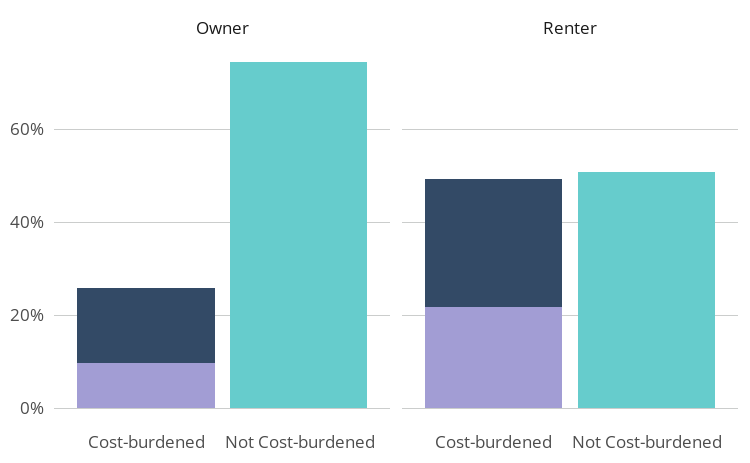 Owner
Renter
60%
40%
20%
0%
Cost-burdened
Not Cost-burdened
Cost-burdened
Not Cost-burdened